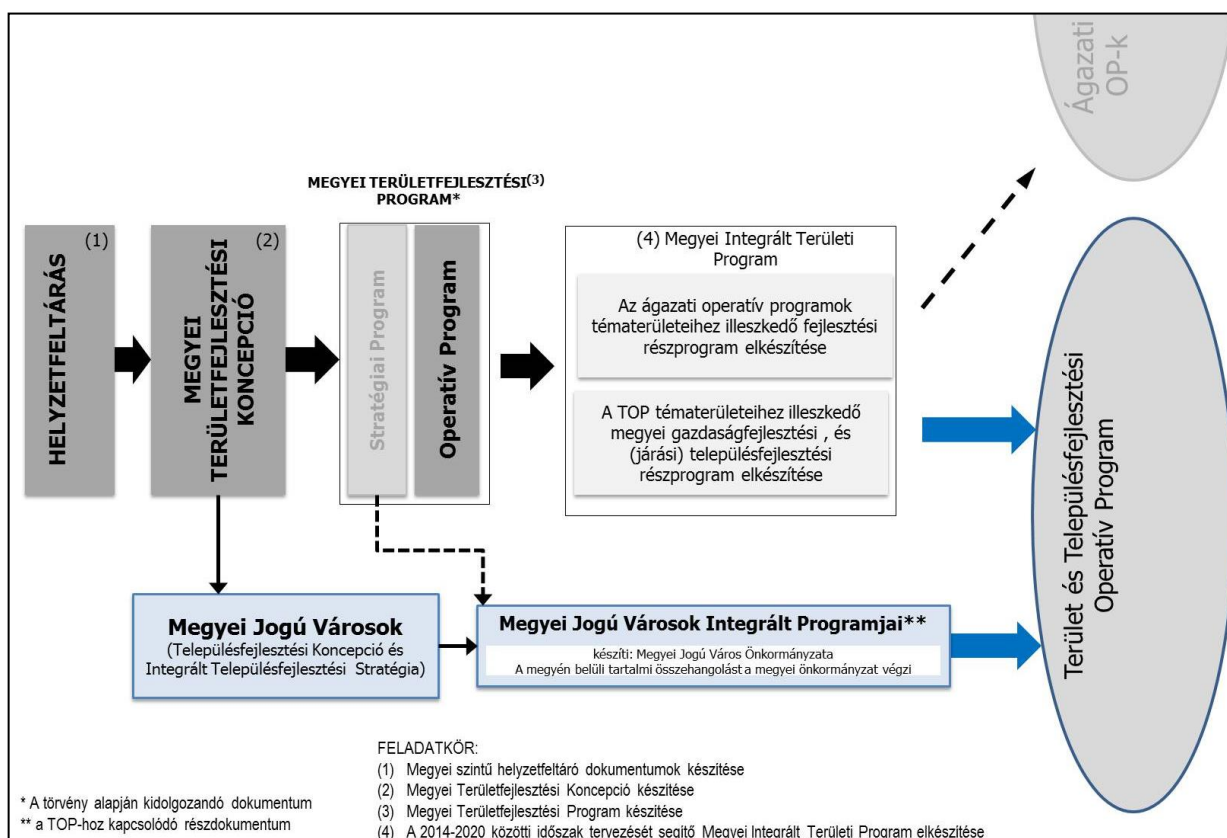 Ágazati
OP-k
MEGYEI TERÜLETFEJLESZTÉSI(3)
PROGRAM*
(1)
HELYZETFELTÁRÁS
(2)
MEGYEI
TERÜLETFEJLESZTÉSI
KONCEPCIÓ
Stratégiai Program
Operatív Program
(4) Megyei Integrált Területi
Program
Az ágazati operatív programok
tématerületeihez illeszkedő fejlesztési
részprogram elkészítése
A TOP tématerületeihez illeszkedő
megyei gazdaságfejlesztési , és
(járási) településfejlesztési
részprogram elkészítése
Terület és Településfejlesztési
Operatív Program
Megyei Jogú Városok
(Településfejlesztési Koncepció és
Integrált Településfejlesztési Stratégia)
Megyei Jogú Városok Integrált Programjai**
készíti: Megyei Jogú Város Önkormányzata
A megyén belüli tartalmi összehangolást a megyei önkormányzat végzi
* A törvény alapján kidolgozandó dokumentum
** a TOP-hoz kapcsolódó részdokumentum
FELADATKÖR:
(1) Megyei szintű helyzetfeltáró dokumentumok készítése
(2) Megyei Területfejlesztési Koncepció készítése
(3) Megyei Területfejlesztési Program készítése
(4) A 2014-2020 közötti időszak tervezését segítő Megyei Integrált Területi Program elkészítése